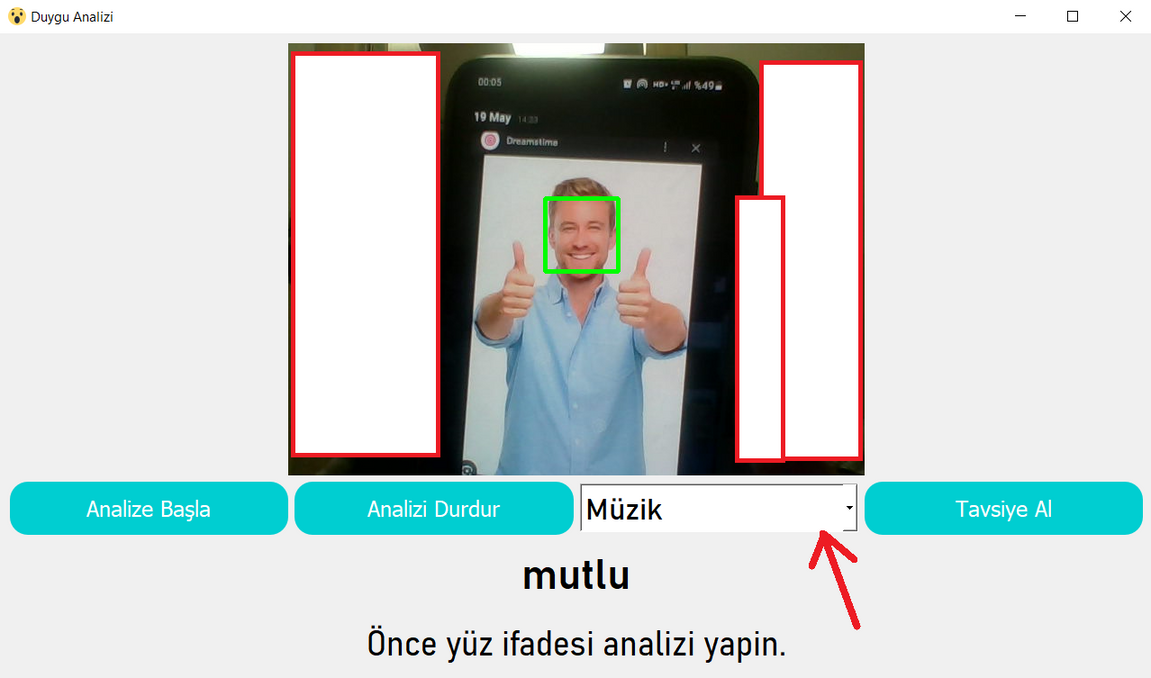 Duygu Analizi
00:05
HD+
%49
19 May 14:33
Dreamstime
Analize Başla
Analizi Durdur
Müzik
Tavsiye Al
mutlu
Önce yüz ifadesi analizi yapin.